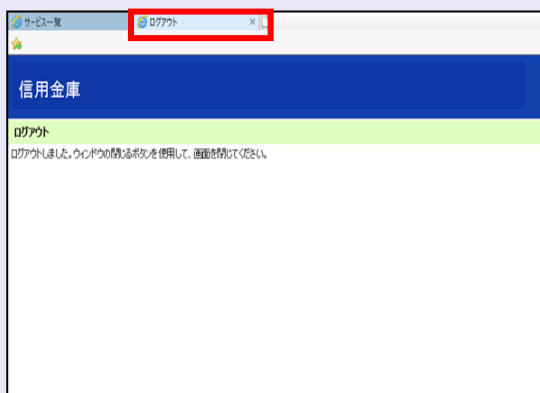 サービス一覧
ログアウト
信用金庫
ログアウト
ログアウトしました。ウィンドウの閉じるボタンを使用して、画面を閉じてください。